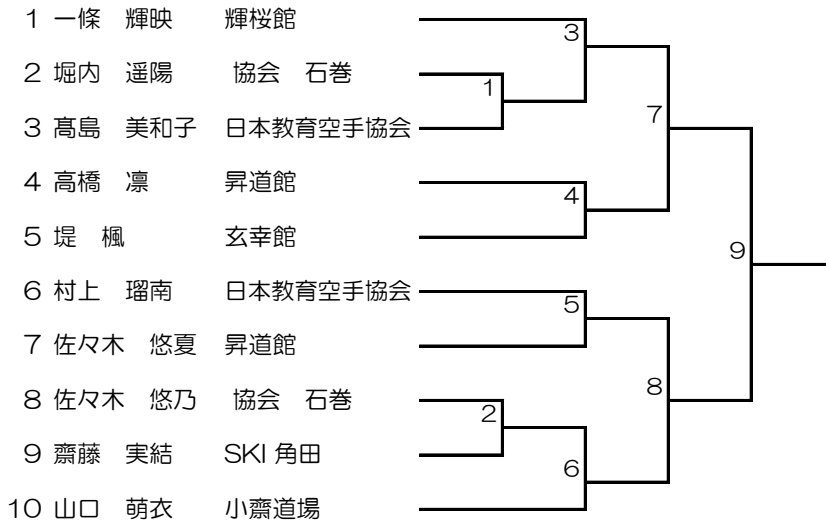 1 一條 輝映 輝桜館
3
2 堀内 遥陽 協会 石巻
1
3 髙島 美和子 日本教育空手協会
7
4 高橋 凛 昇道館
4
5 堤 楓 玄幸館
9
6 村上 瑠南 日本教育空手協会
5
7 佐々木 悠夏 昇道館
8
8 佐々木 悠乃 協会 石巻
2
9 齋藤 実結 SKI 角田
6
10 山口 萌衣 小齋道場